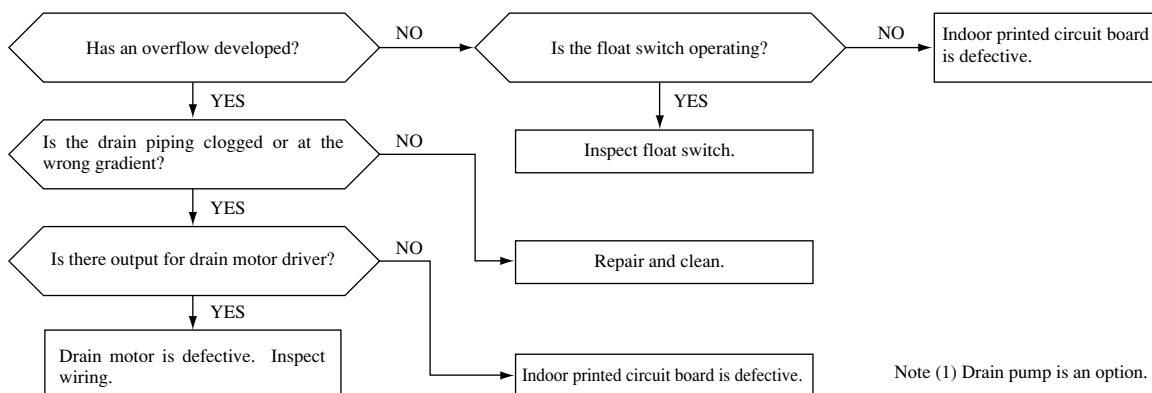 Has an overflow developed?
NO
Is the float switch operating?
NO
Indoor printed circuit board
is defective.
YES
YES
Is the drain piping clogged or at the
wrong gradient?
NO
Inspect float switch.
YES
Is there output for drain motor driver?
NO
Repair and clean.
YES
Drain motor is defective. Inspect
wiring.
Indoor printed circuit board is defective.
Note (1) Drain pump is an option.